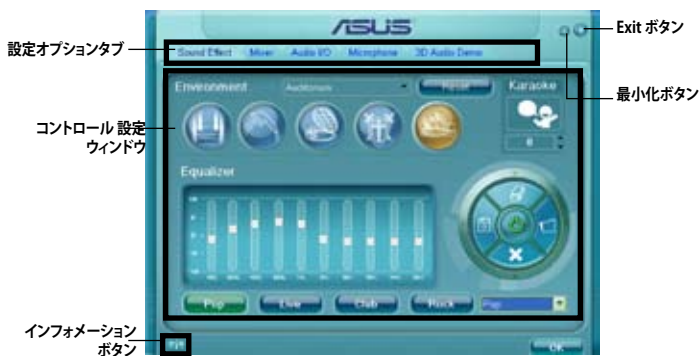 ASUS
Exit ボタン
設定オプションタブ
Sound Effect Mixer Audio I/O Microphone 3D Audio Demo
最小化ボタン
Environment Auditorium Reset Karaoke
コントロール 設定
ウィンドウ
0
Equalizer
Pop Live Club Rock Pop
インフォメーション
ボタン
OK